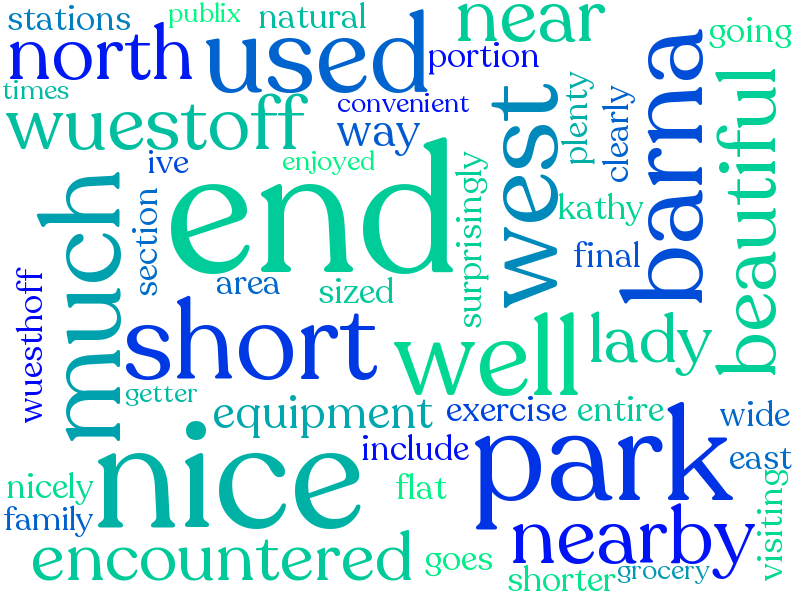 stations
publix
natural
near
going
north
used
portion
times
convenient
wuestoff
way
west
plenty
clearly
barna
beautiful
ive
enjoyed
end
much
section
surprisingly
kathy
final
area
sized
wuesthoff
short
well
lady
getter
equipment
exercise
entire
wide
nice
include
park
east
nicely
flat
family
nearby
visiting
encountered
goes
shorter
grocery